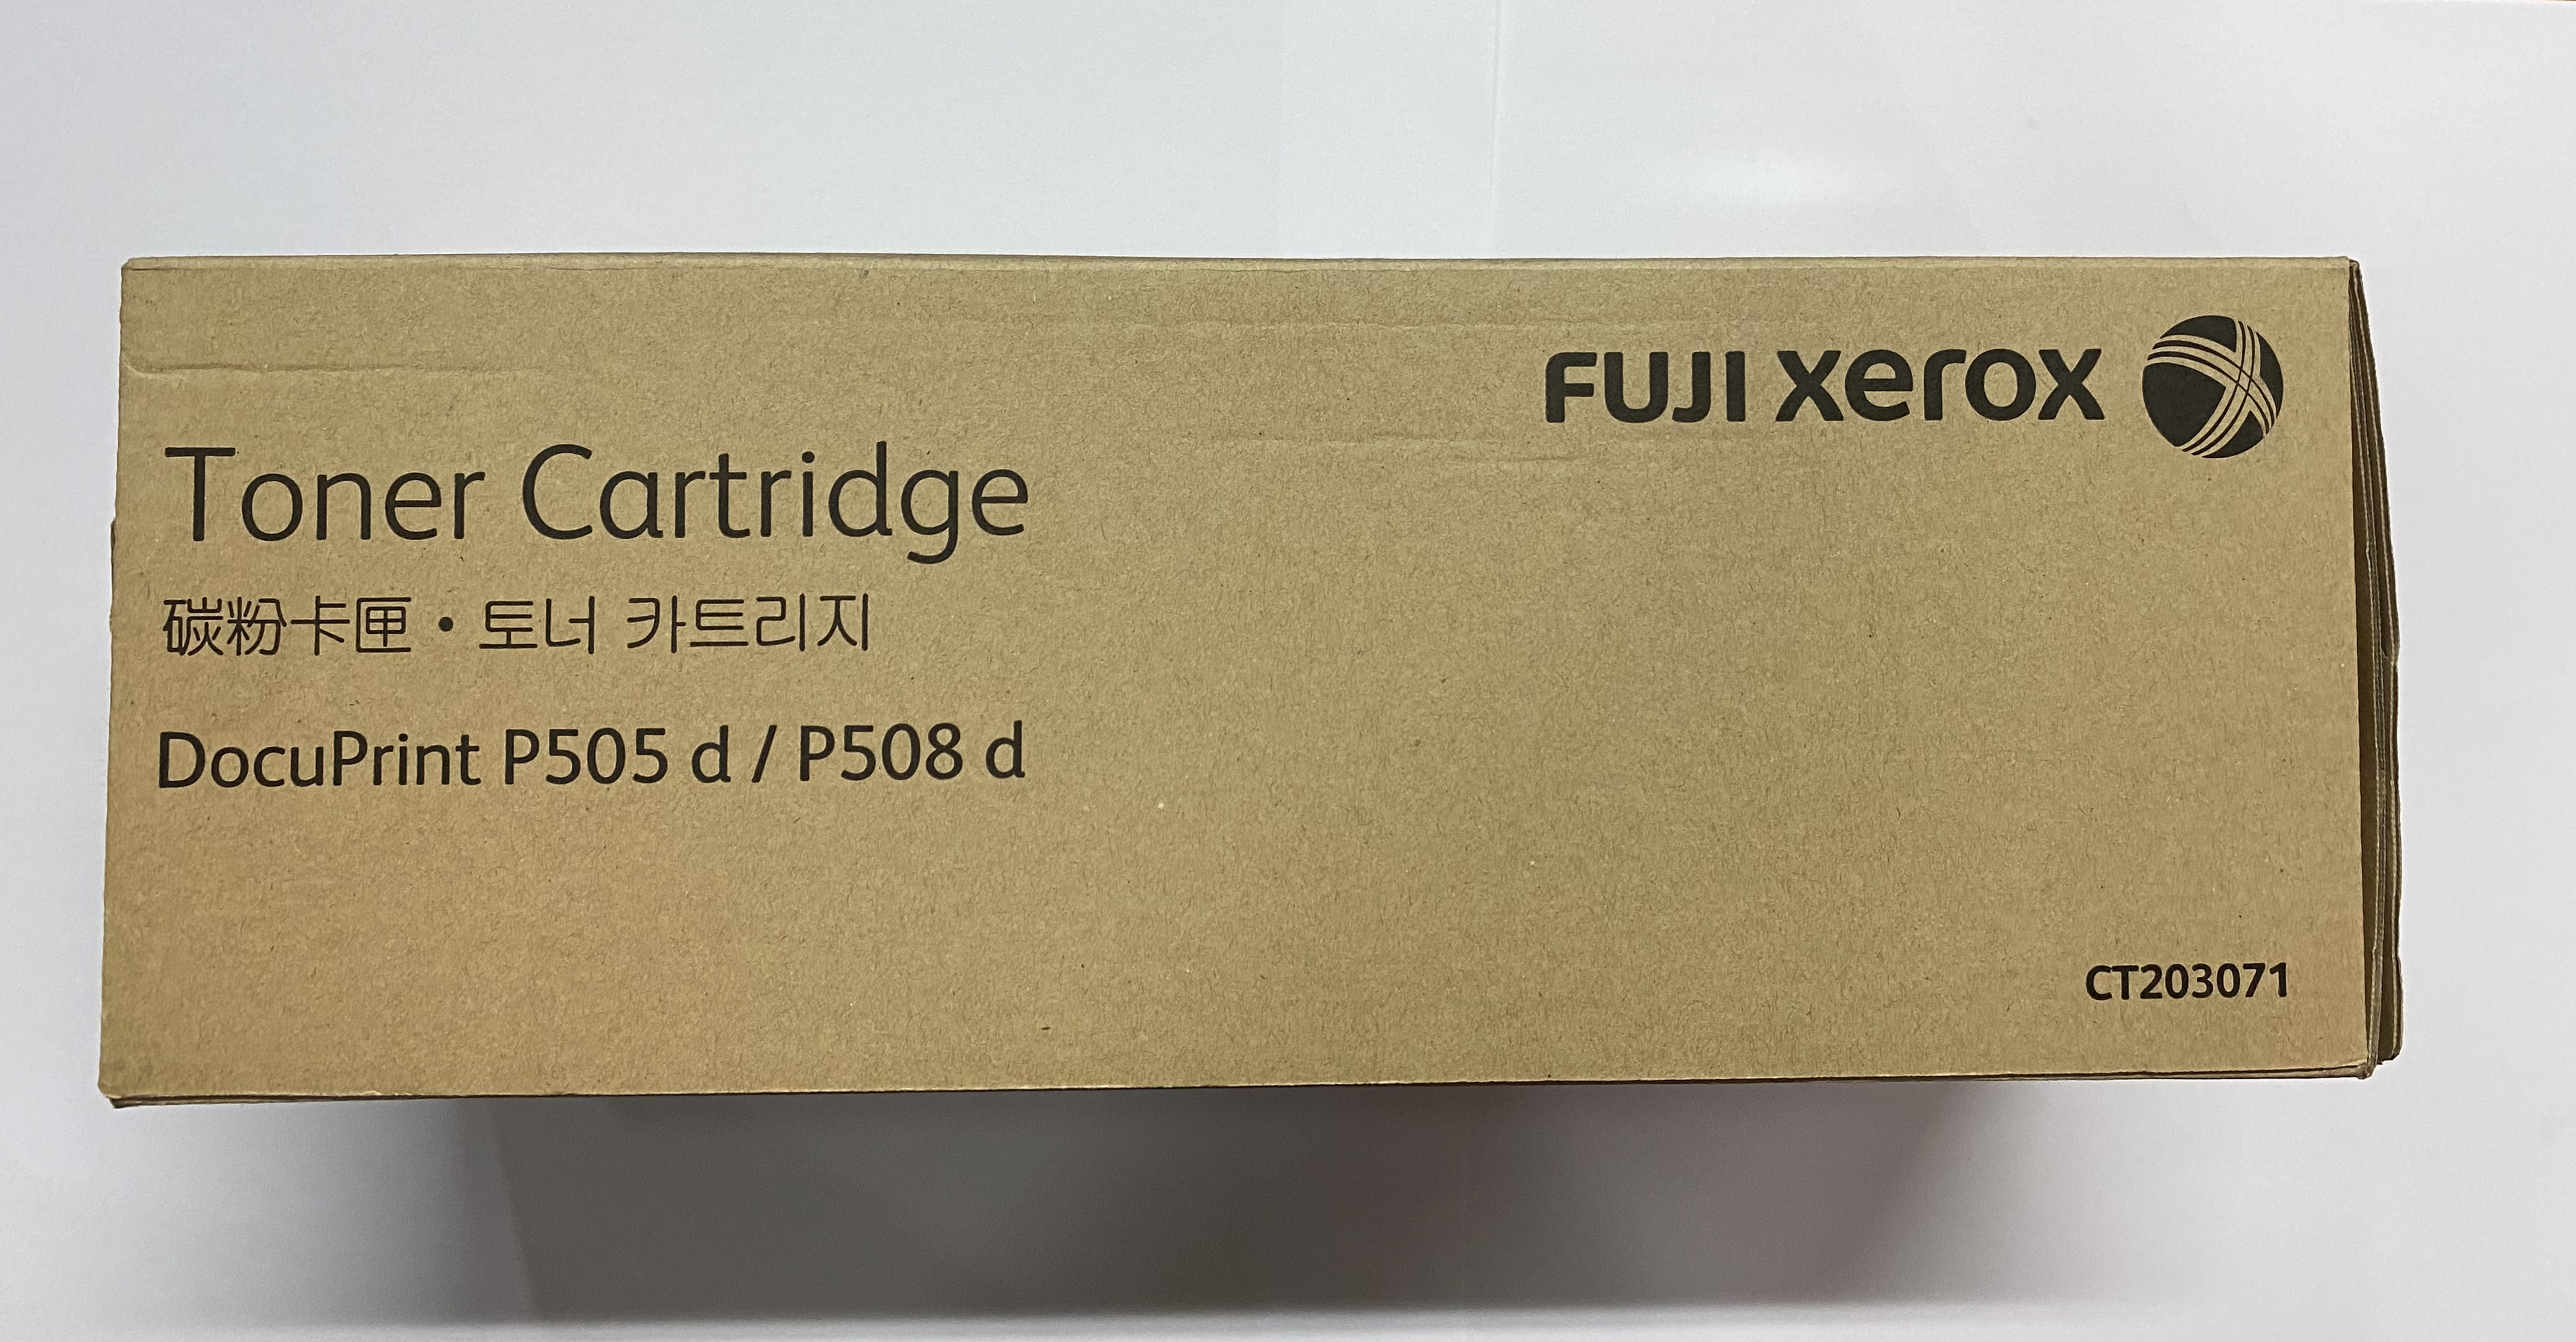 FUJI xerox
Toner Cartridge
碳粉卡匣・토너 카트리지
DocuPrint P505 d / P508 d
CT203071